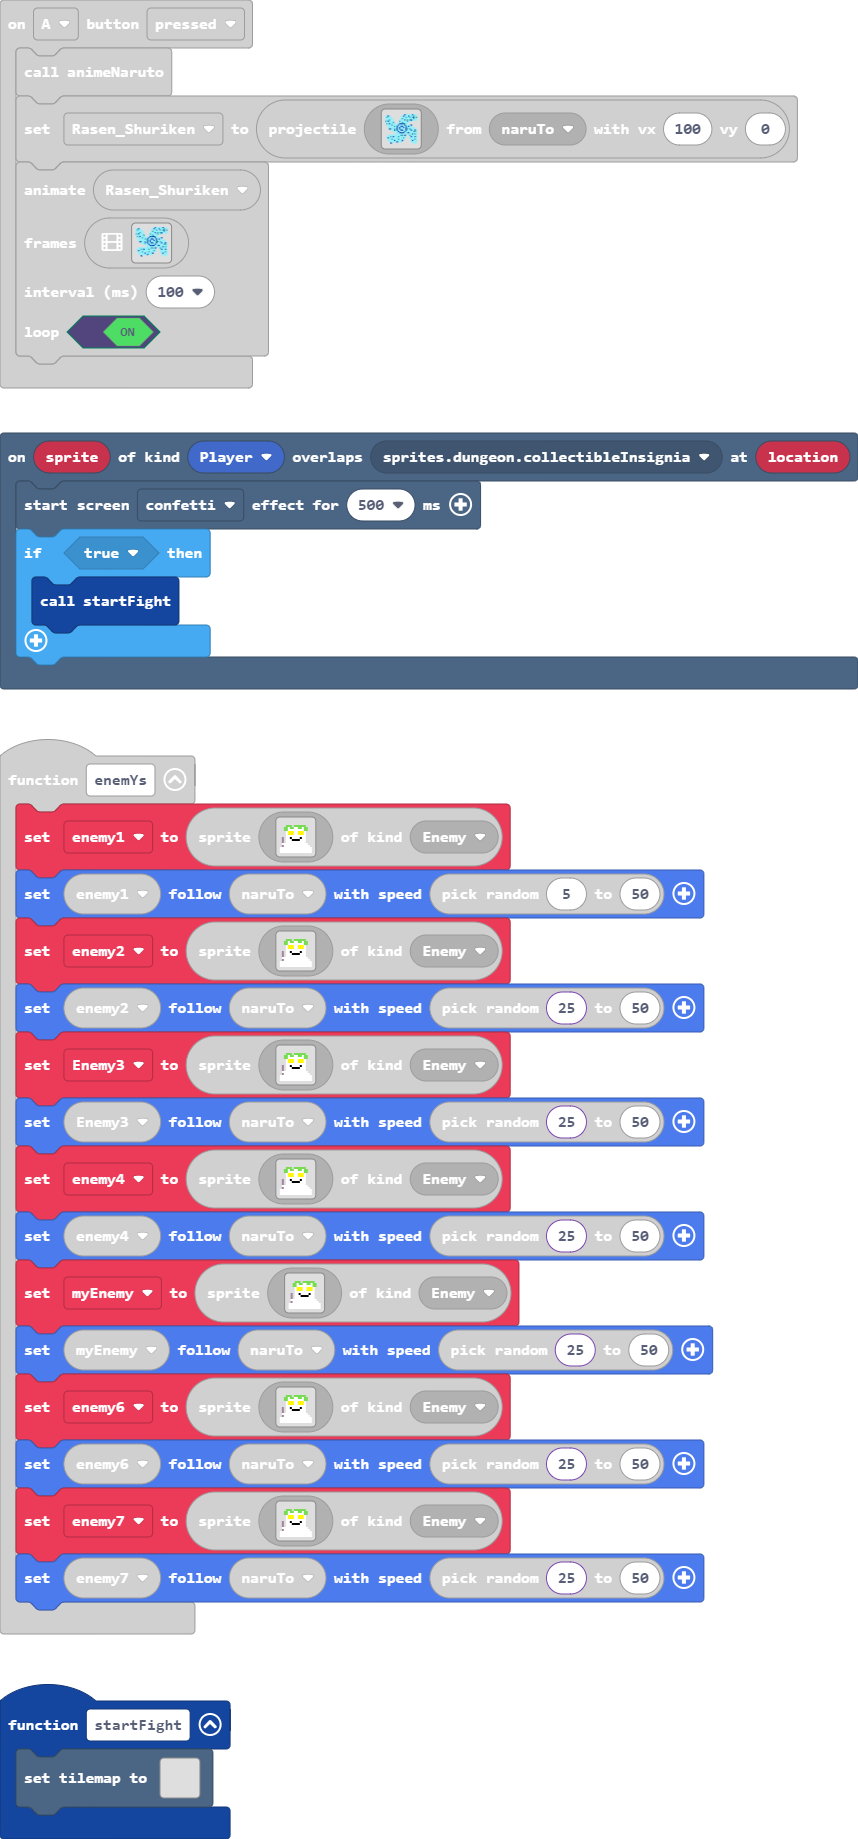 on A button pressed
call animeNaruto
set Rasen_Shuriken to projectile from naruTo with vx 100 vy 0
animate Rasen_Shuriken
frames
interval (ms) 100
loop ON
on sprite of kind Player overlaps sprites.dungeon.collectibleInsignia at location
start screen confetti effect for 500 ms
if true then
call startFight
function enemYs
set enemy1 to sprite of kind Enemy
set enemy1 follow naruTo with speed pick random 5 to 50
set enemy2 to sprite of kind Enemy
set enemy2 follow naruTo with speed pick random 25 to 50
set Enemy3 to sprite of kind Enemy
set Enemy3 follow naruTo with speed pick random 25 to 50
set enemy4 to sprite of kind Enemy
set enemy4 follow naruTo with speed pick random 25 to 50
set myEnemy to sprite of kind Enemy
set myEnemy follow naruTo with speed pick random 25 to 50
set enemy6 to sprite of kind Enemy
set enemy6 follow naruTo with speed pick random 25 to 50
set enemy7 to sprite of kind Enemy
set enemy7 follow naruTo with speed pick random 25 to 50
function startFight
set tilemap to